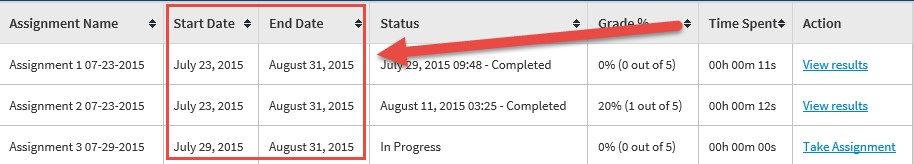 Assignment Name Start Date End Date Status Grade % Time Spent Action
Assignment 1 07-23-2015 July 23, 2015 August 31, 2015 July 29, 2015 09:48 - Completed 0% (0 out of 5) 00h 00m 11s View results
Assignment 2 07-23-2015 July 23, 2015 August 31, 2015 August 11, 2015 03:25 - Completed 20% (1 out of 5) 00h 00m 12s View results
Assignment 3 07-29-2015 July 29, 2015 August 31, 2015 In Progress 0% (0 out of 5) 00h 00m 00s Take Assignment